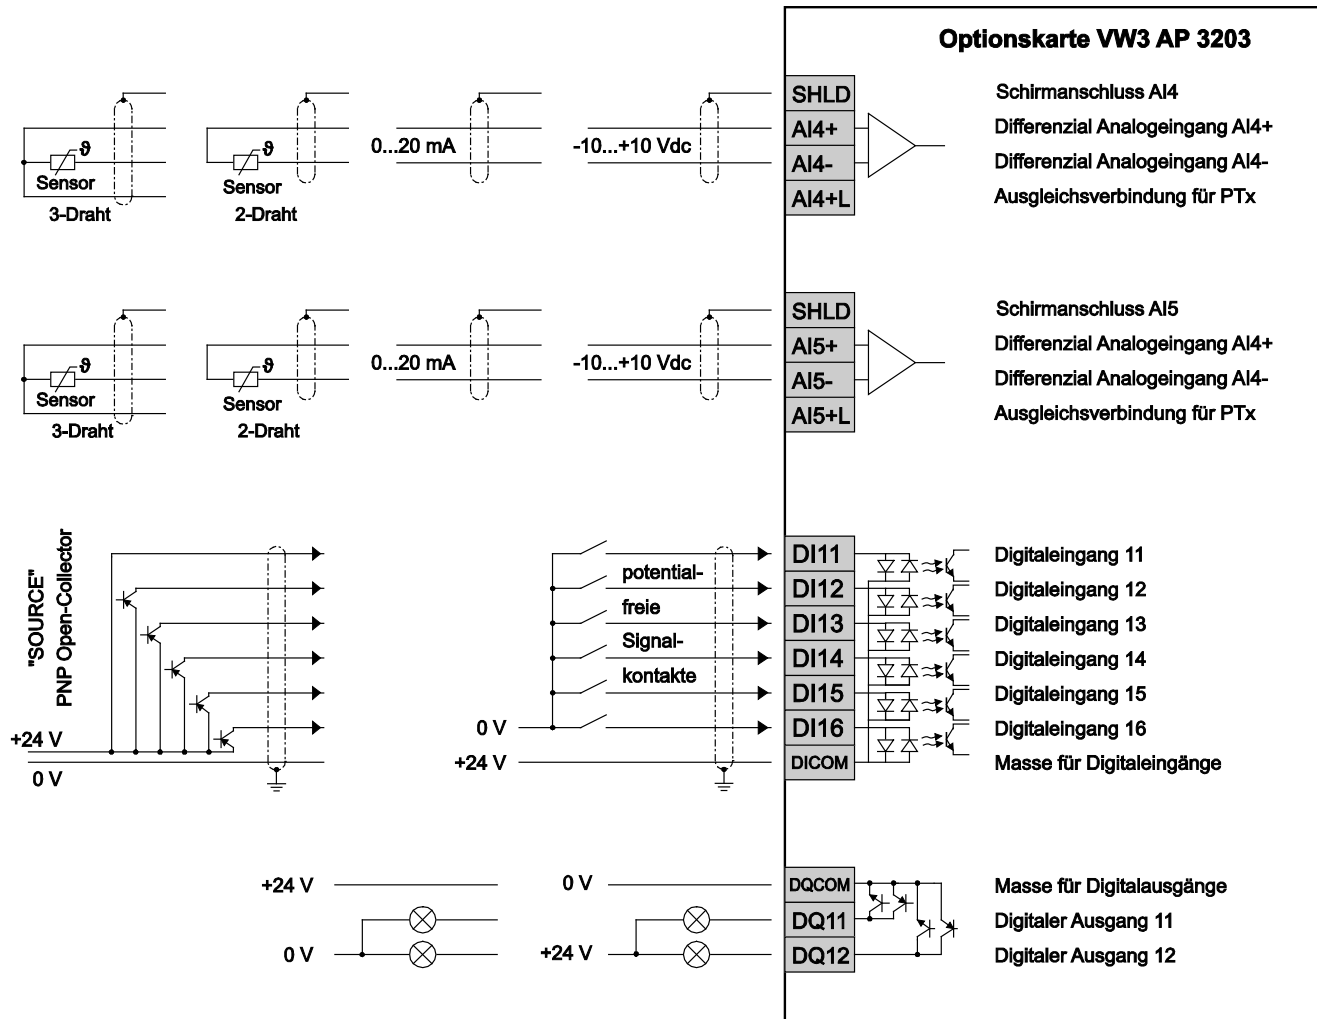 Optionskarte VW3 AP 3203
SHLD
Schirmanschluss AI4
0...20 mA
-10...+10 Vdc
AI4+
Differenzial Analogeingang AI4+
ϑ
ϑ
AI4-
Differenzial Analogeingang AI4-
Sensor
Sensor
AI4+L
Ausgleichsverbindung für PTx
3-Draht
2-Draht
SHLD
Schirmanschluss AI5
AI5+
Differenzial Analogeingang AI4+
0...20 mA
-10...+10 Vdc
ϑ
ϑ
AI5-
Differenzial Analogeingang AI4-
Sensor
Sensor
AI5+L
Ausgleichsverbindung für PTx
3-Draht
2-Draht
"SOURCE"
PNP Open-Collector
DI11
Digitaleingang 11
potential-
DI12
Digitaleingang 12
freie
DI13
Digitaleingang 13
Signal-
DI14
Digitaleingang 14
kontakte
DI15
Digitaleingang 15
+24 V
0 V
DI16
Digitaleingang 16
0 V
+24 V
DICOM
Masse für Digitaleingänge
+24 V
0 V
DQCOM
Masse für Digitalausgänge
DQ11
Digitaler Ausgang 11
0 V
+24 V
DQ12
Digitaler Ausgang 12